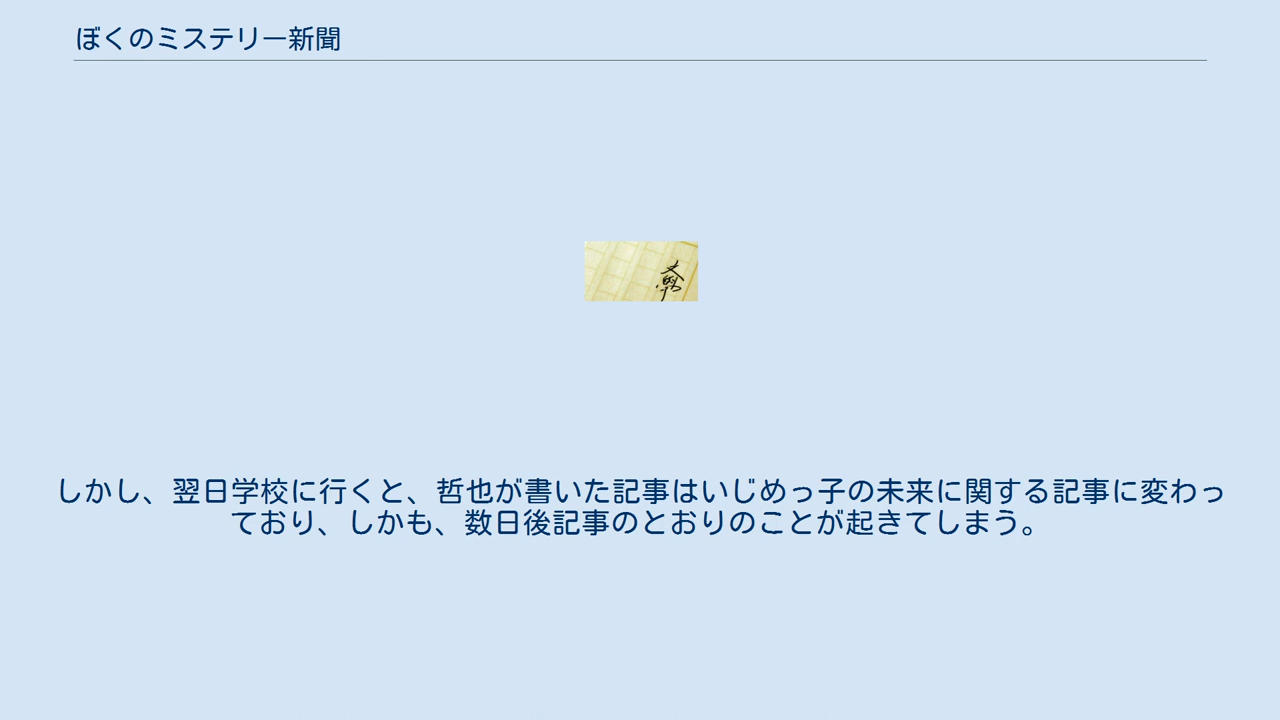 ぼくのミステリー新聞
しかし、翌日学校に行くと、哲也が書いた記事はいじめっ子の未来に関する記事に変わっ
ており、しかも、数日後記事のとおりのことが起きてしまう。